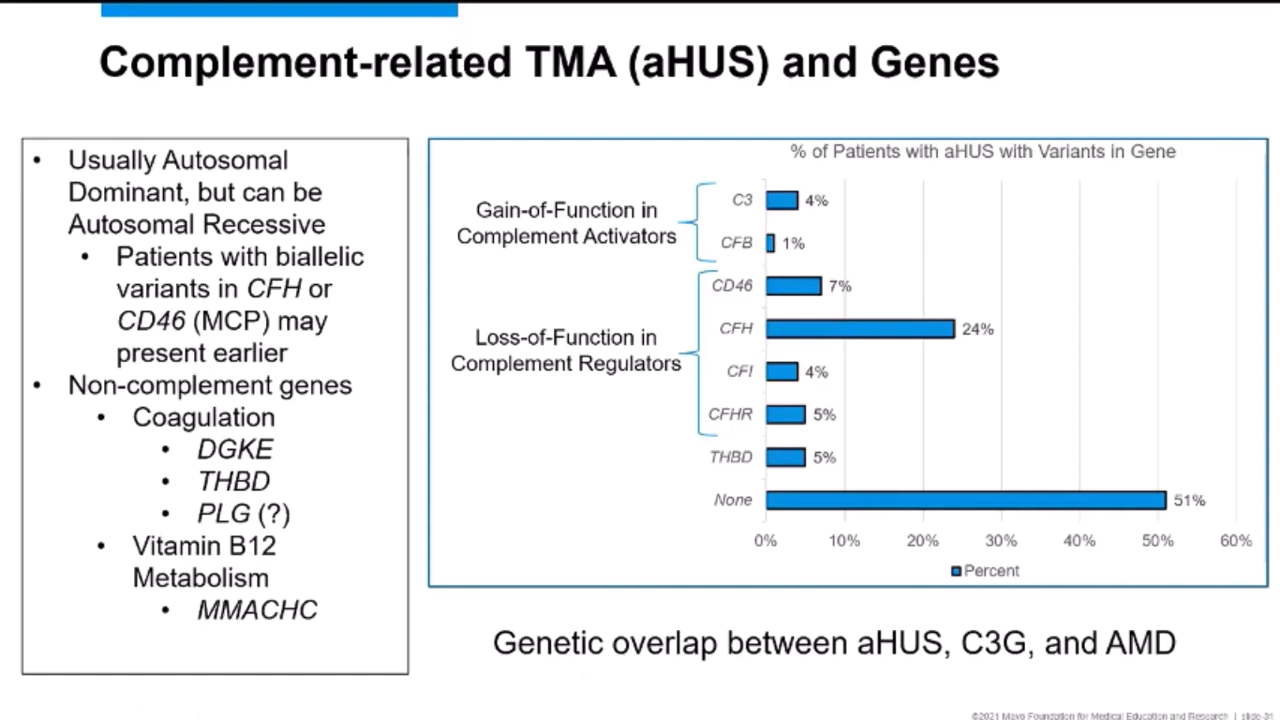 Complement-related TMA (aHUS) and Genes
• Usually Autosomal
Dominant, but can be
Autosomal Recessive
• Patients with biallelic
variants in CFH or
CD46 (MCP) may
present earlier
• Non-complement genes
• Coagulation
• DGKE
• THBD
• PLG (?)
• Vitamin B12
Metabolism
• MMACHC
% of Patients with aHUS with Variants in Gene
Gain-of-Function in
Complement Activators
Loss-of-Function in
Complement Regulators
C3 4%
CFB 1%
CD46 7%
CFH 24%
CFI 4%
CFHR 5%
THBD 5%
None 51%
0% 10% 20% 30% 40% 50% 60%
Percent
Genetic overlap between aHUS, C3G, and AMD
©2021 Mayo Foundation for Medical Education and Research | slide-31